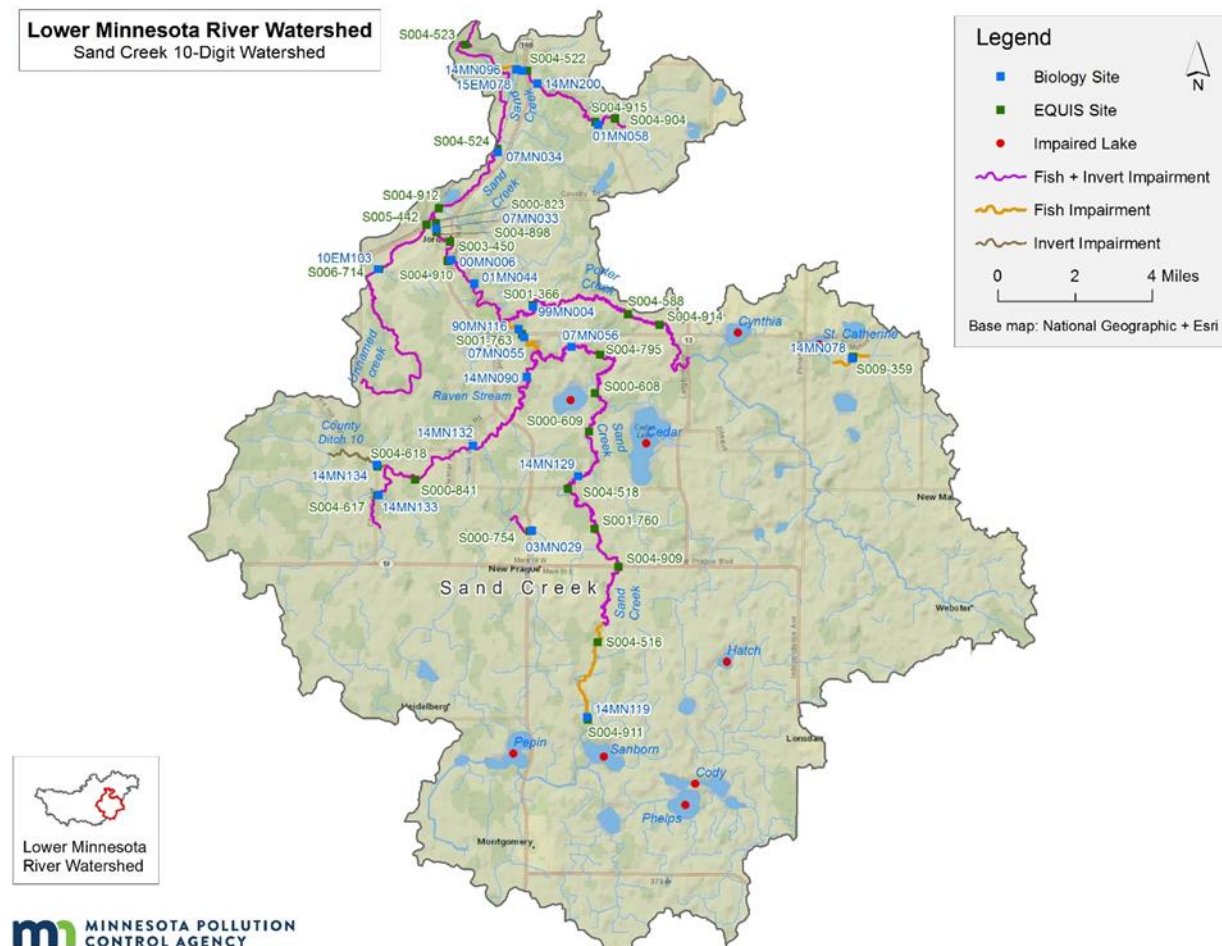 Lower Minnesota River Watershed
Sand Creek 10-Digit Watershed
S004-523
169
S004-522
14MN096
15EM078
14MN200
Sand Creek
S004-915
S004-904
01MN058
S004-524
07MN034
Sand Creek
S004-912
S000-823
S005-442
07MN033
S004-898
S003-450
10EM103
S006-714
S004-910
00MN006
01MN044
Porter Creek
S001-366
99MN004
S004-588
S004-914
90MN116
S001-763
07MN055
07MN056
S004-795
13
Cynthia
St. Catherine
14MN078
S009-359
Unnamed creek
14MN090
Raven Stream
S000-608
S000-609
Sand Creek
Cedar
County Ditch 10
14MN132
S004-618
14MN134
14MN129
S000-841
S004-518
S004-617
14MN133
S001-760
S000-754
03MN029
S004-909
New Prague
Sand Creek
Sand Creek
Webster
S004-516
Hatch
Heidelberg
14MN119
S004-911
Lonsdale
Pepin
Sanborn
Cody
Phelps
Montgomery
Legend
N
Biology Site
EQUIS Site
Impaired Lake
Fish + Invert Impairment
Fish Impairment
Invert Impairment
0 2 4 Miles
Base map: National Geographic + Esri
Lower Minnesota
River Watershed
MINNESOTA POLLUTION
CONTROL AGENCY